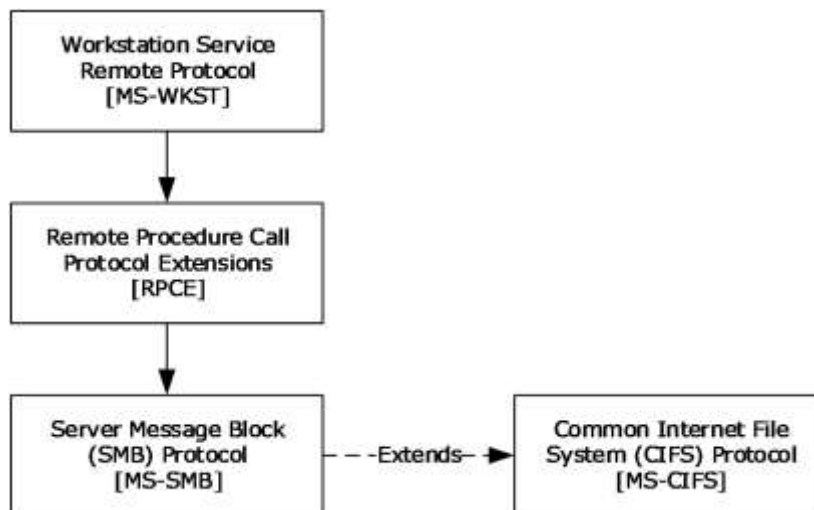 Workstation Service
Remote Protocol
[MS-WKST]
Remote Procedure Call
Protocol Extensions
[RPCE]
Server Message Block
(SMB) Protocol
[MS-SMB]
Extends
Common Internet File
System (CIFS) Protocol
[MS-CIFS]